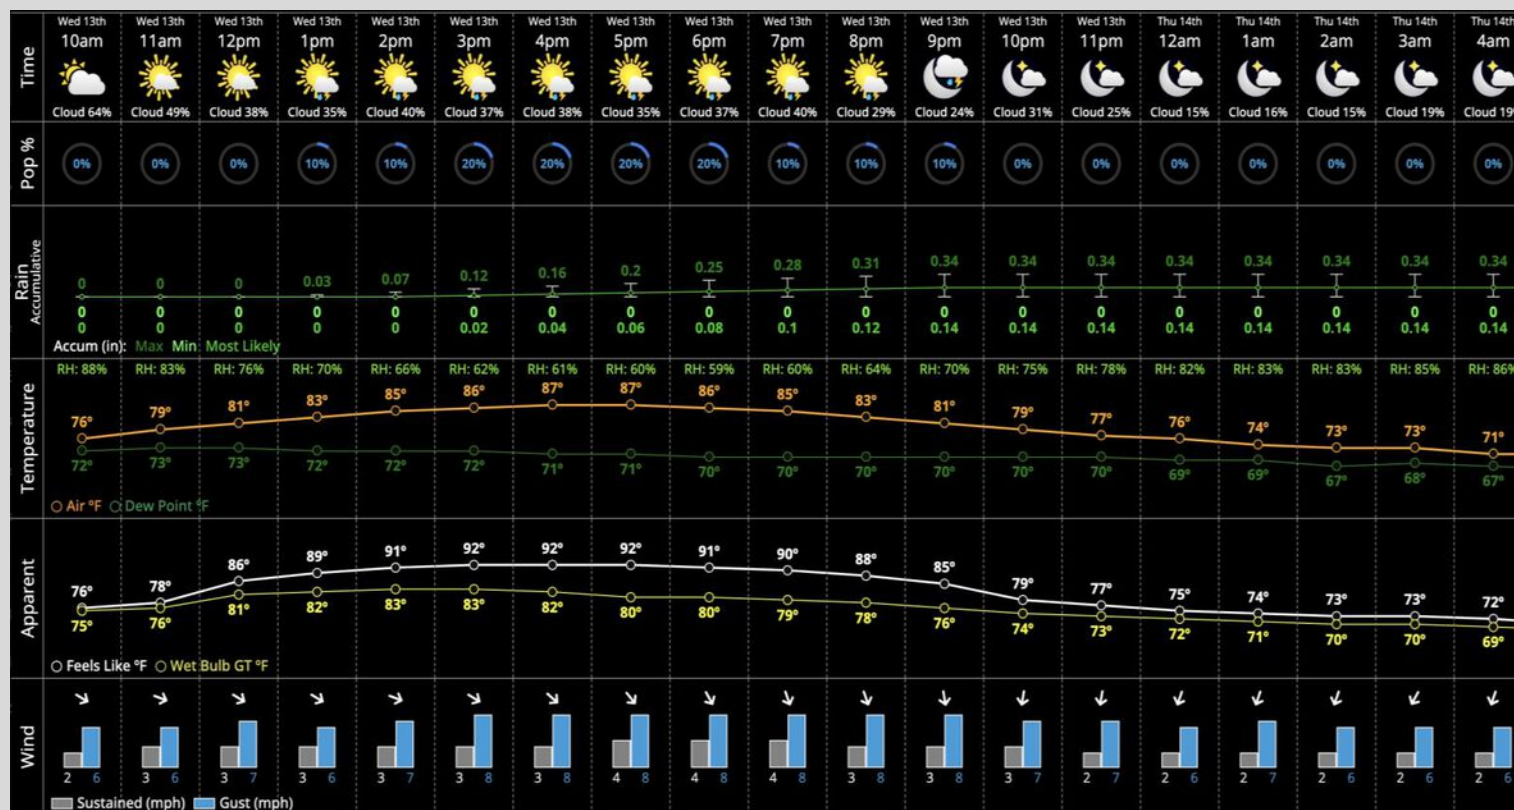 Time
Wed 13th Wed 13th Wed 13th Wed 13th Wed 13th Wed 13th Wed 13th Wed 13th Wed 13th Wed 13th Wed 13th Wed 13th Wed 13th Wed 13th Thu 14th Thu 14th Thu 14th Thu 14th Thu 14th
10am 11am 12pm 1pm 2pm 3pm 4pm 5pm 6pm 7pm 8pm 9pm 10pm 11pm 12am 1am 2am 3am 4am
Cloud 64% Cloud 49% Cloud 38% Cloud 35% Cloud 40% Cloud 37% Cloud 38% Cloud 35% Cloud 37% Cloud 40% Cloud 29% Cloud 24% Cloud 31% Cloud 25% Cloud 15% Cloud 16% Cloud 15% Cloud 19% Cloud 19%
Pop %
0% 0% 0% 10% 10% 20% 20% 20% 20% 10% 10% 10% 0% 0% 0% 0% 0% 0% 0%
Rain
Accumulative
0 0 0 0.03 0.07 0.12 0.16 0.2 0.25 0.28 0.31 0.34 0.34 0.34 0.34 0.34 0.34 0.34 0.34
0 0 0 0 0 0 0 0 0 0 0 0 0 0 0 0 0 0 0
0 0 0 0 0 0.02 0.04 0.06 0.08 0.1 0.12 0.14 0.14 0.14 0.14 0.14 0.14 0.14 0.14
Accum (in): Max Min Most Likely
Temperature
RH: 88% RH: 83% RH: 76% RH: 70% RH: 66% RH: 62% RH: 61% RH: 60% RH: 59% RH: 60% RH: 64% RH: 70% RH: 75% RH: 78% RH: 82% RH: 83% RH: 83% RH: 85% RH: 86%
76° 79° 81° 83° 85° 86° 87° 87° 86° 85° 83° 81° 79° 77° 76° 74° 73° 73° 71°
72° 73° 73° 72° 72° 72° 71° 71° 70° 70° 70° 70° 70° 70° 69° 69° 67° 68° 67°
Air °F Dew Point °F
Apparent
76° 78° 86° 89° 91° 92° 92° 92° 91° 90° 88° 85° 79° 77° 75° 74° 73° 73° 72°
75° 76° 81° 82° 83° 83° 82° 80° 80° 79° 78° 76° 74° 73° 72° 71° 70° 70° 69°
Feels Like °F Wet Bulb GT °F
Wind
2 6 3 6 3 7 3 6 3 7 3 8 3 8 4 8 4 8 4 8 3 8 3 8 3 7 2 7 2 6 2 7 2 6 2 6 2 6
Sustained (mph) Gust (mph)